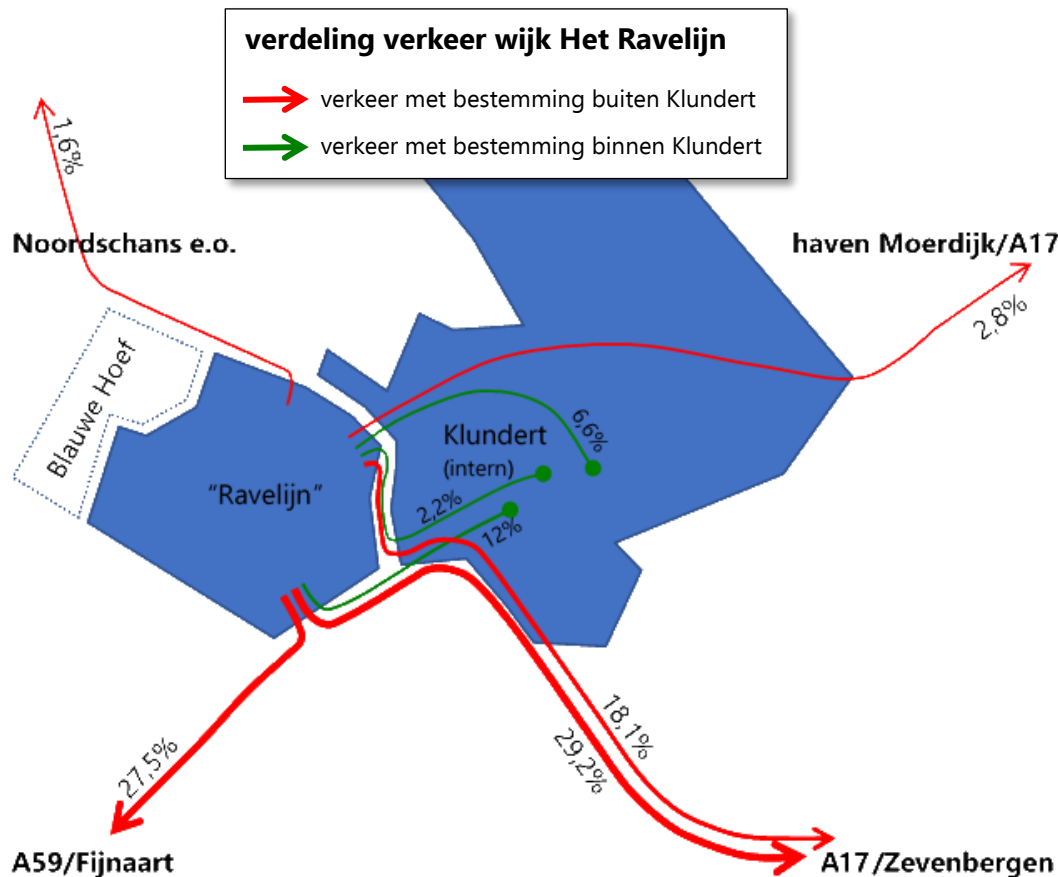 verdeling verkeer wijk Het Ravelijn
verkeer met bestemming buiten Klundert
verkeer met bestemming binnen Klundert
1,6%
Noordschans e.o.
haven Moerdijk/A17
2,8%
Blauwe Hoef
6,6%
Klundert
(intern)
"Ravelijn"
2,2%
12%
18,1%
29,2%
27,5%
A59/Fijnaart
A17/Zevenbergen